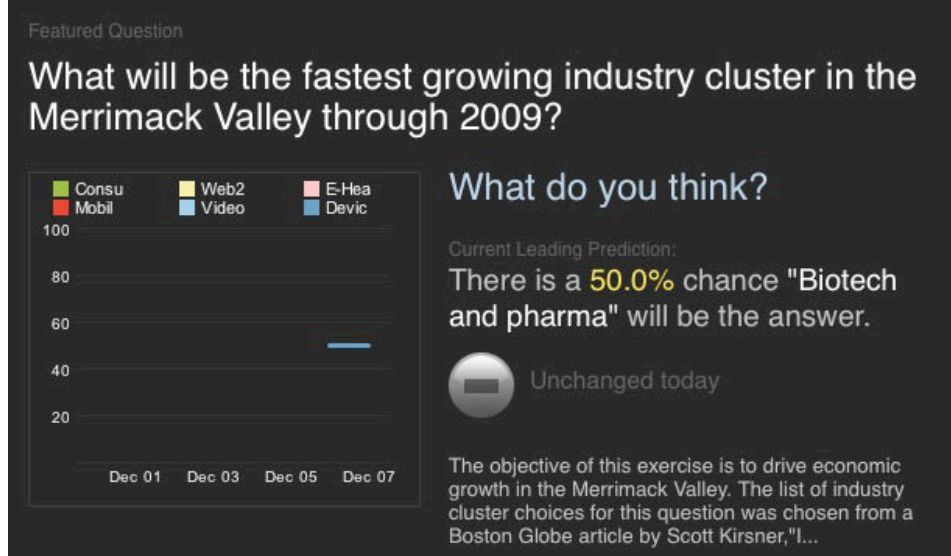 Featured Question
What will be the fastest growing industry cluster in the
Merrimack Valley through 2009?
Consu Web2 E-Hea
Mobil Video Devic
100
80
60
40
20
Dec 01 Dec 03 Dec 05 Dec 07
What do you think?
Current Leading Prediction:
There is a 50.0% chance "Biotech
and pharma" will be the answer.
Unchanged today
The objective of this exercise is to drive economic
growth in the Merrimack Valley. The list of industry
cluster choices for this question was chosen from a
Boston Globe article by Scott Kirsner,"I...